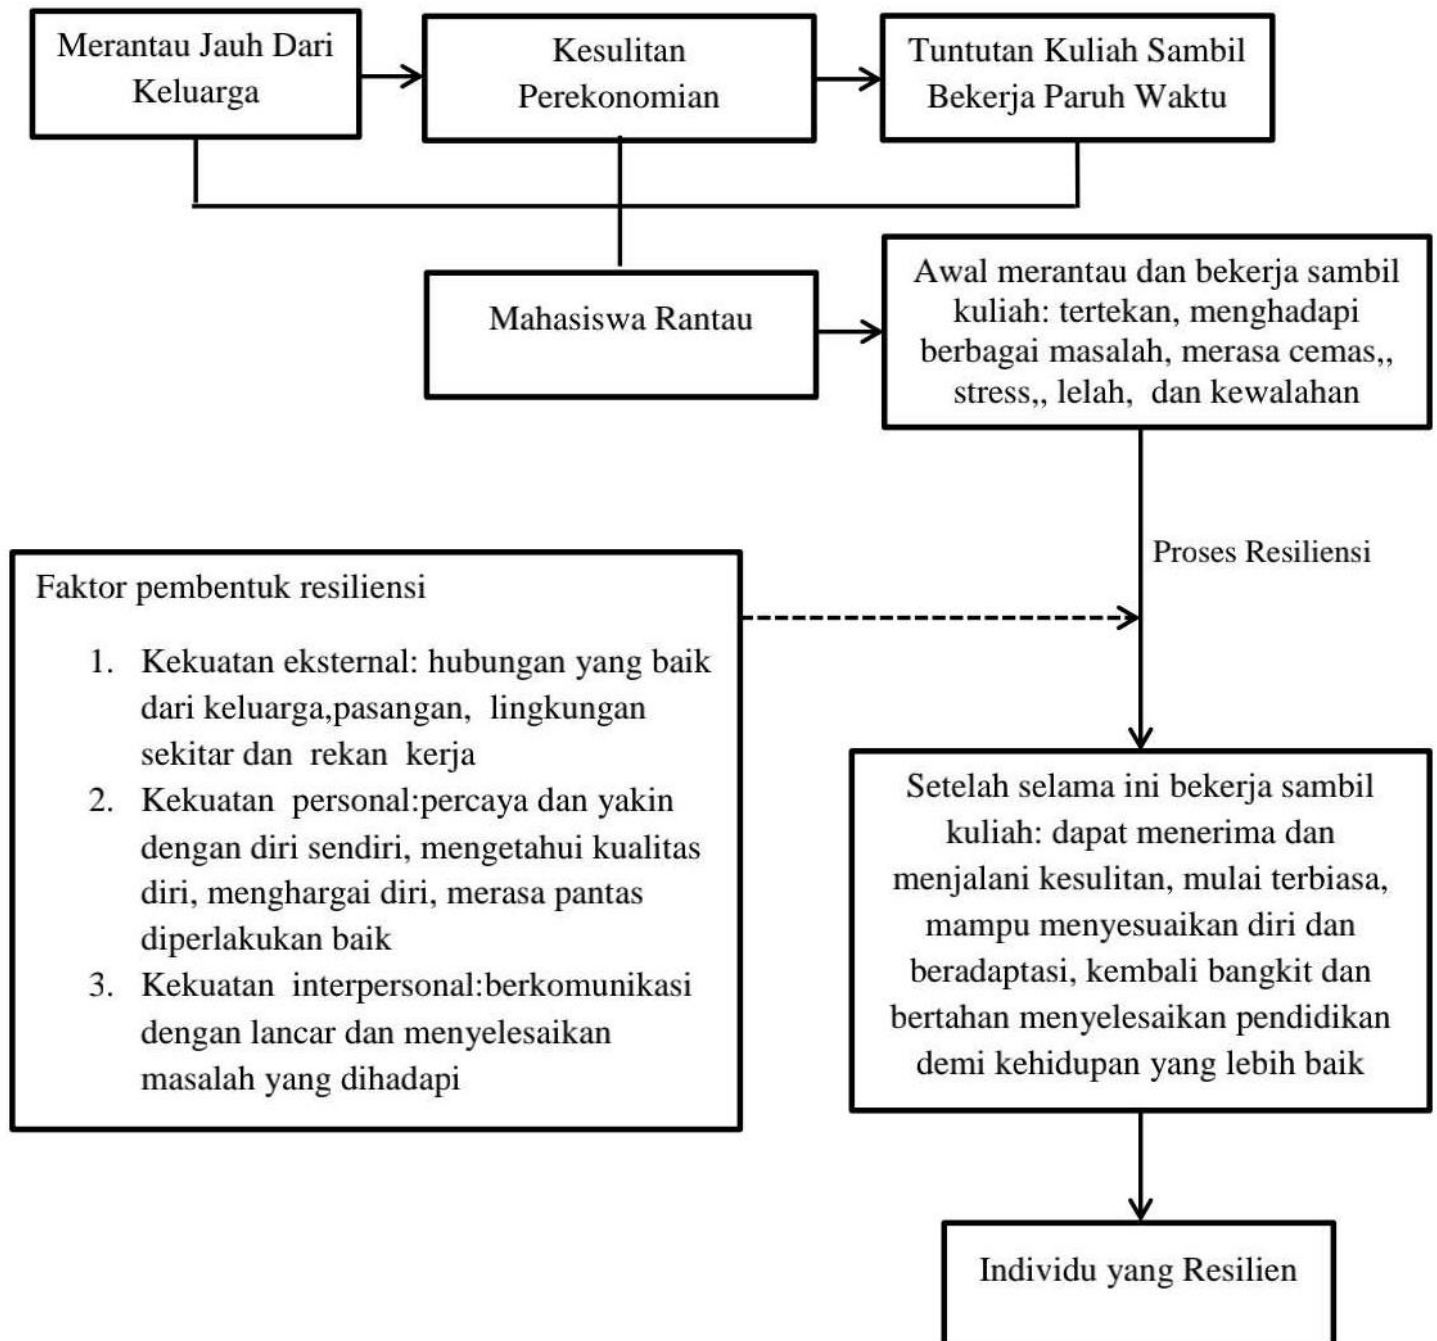 Merantau Jauh Dari
Keluarga
Kesulitan
Perekonomian
Tuntutan Kuliah Sambil
Bekerja Paruh Waktu
Mahasiswa Rantau
Awal merantau dan bekerja sambil
kuliah: tertekan, menghadapi
berbagai masalah, merasa cemas,,
stress,, lelah, dan kewalahan
Proses Resiliensi
Faktor pembentuk resiliensi
1. Kekuatan eksternal: hubungan yang baik
dari keluarga,pasangan, lingkungan
sekitar dan rekan kerja
2. Kekuatan personal:percaya dan yakin
dengan diri sendiri, mengetahui kualitas
diri, menghargai diri, merasa pantas
diperlakukan baik
3. Kekuatan interpersonal:berkomunikasi
dengan lancar dan menyelesaikan
masalah yang dihadapi
Setelah selama ini bekerja sambil
kuliah: dapat menerima dan
menjalani kesulitan, mulai terbiasa,
mampu menyesuaikan diri dan
beradaptasi, kembali bangkit dan
bertahan menyelesaikan pendidikan
demi kehidupan yang lebih baik
Individu yang Resilien